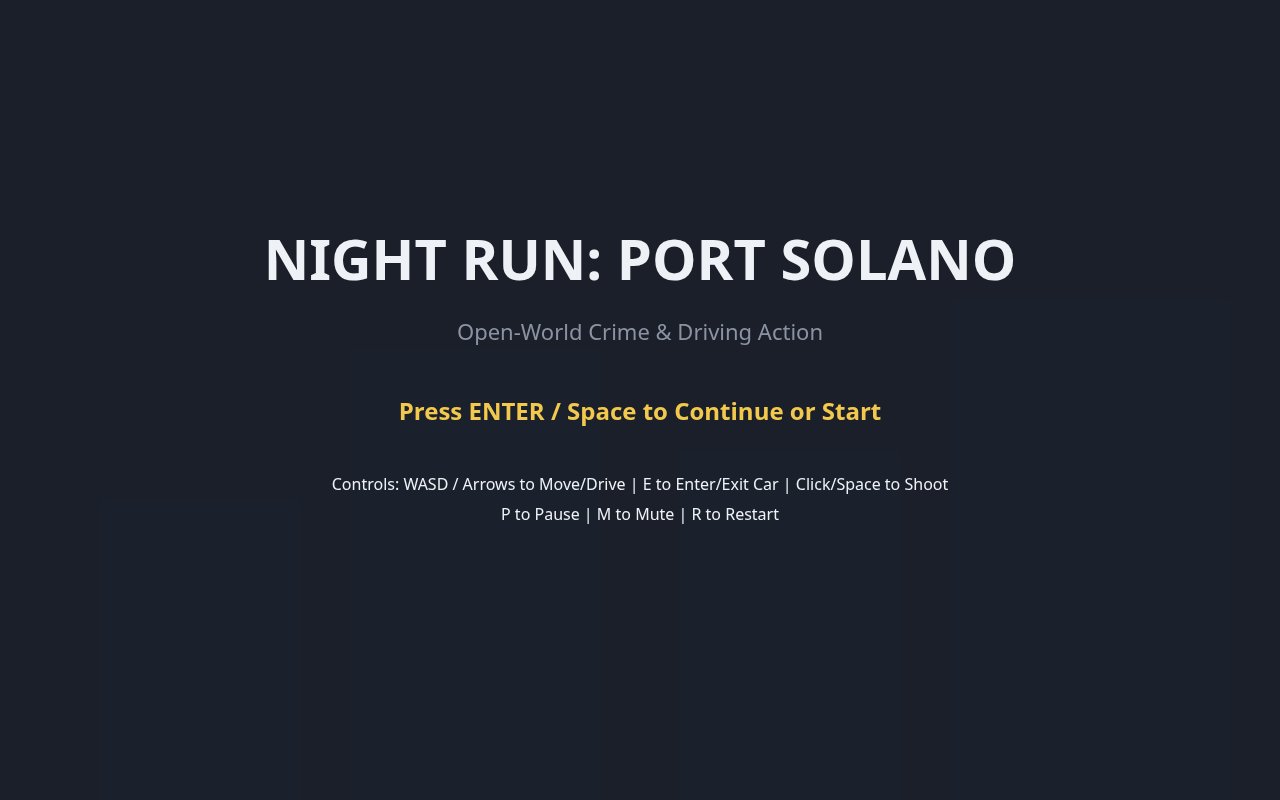 NIGHT RUN: PORT SOLANO
Open-World Crime & Driving Action
Press ENTER / Space to Continue or Start
Controls: WASD / Arrows to Move/Drive | E to Enter/Exit Car | Click/Space to Shoot
P to Pause | M to Mute | R to Restart